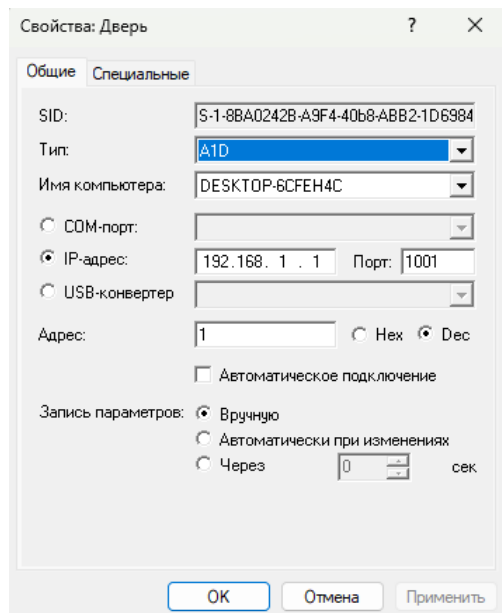 Свойства: Дверь ?
Общие Специальные
SID: S-1-8BA0242B-A9F4-40b8-ABB2-1D6984
Тип: A1D
Имя компьютера: DESKTOP-6CFEH4C
COM-порт:
IP-адрес: 192.168. 1 . 1 Порт: 1001
USB-конвертер
Адрес: 1 Hex Dec
Автоматическое подключение
Запись параметров: Вручную
Автоматически при изменениях
Через 0 сек
OK Отмена Применить